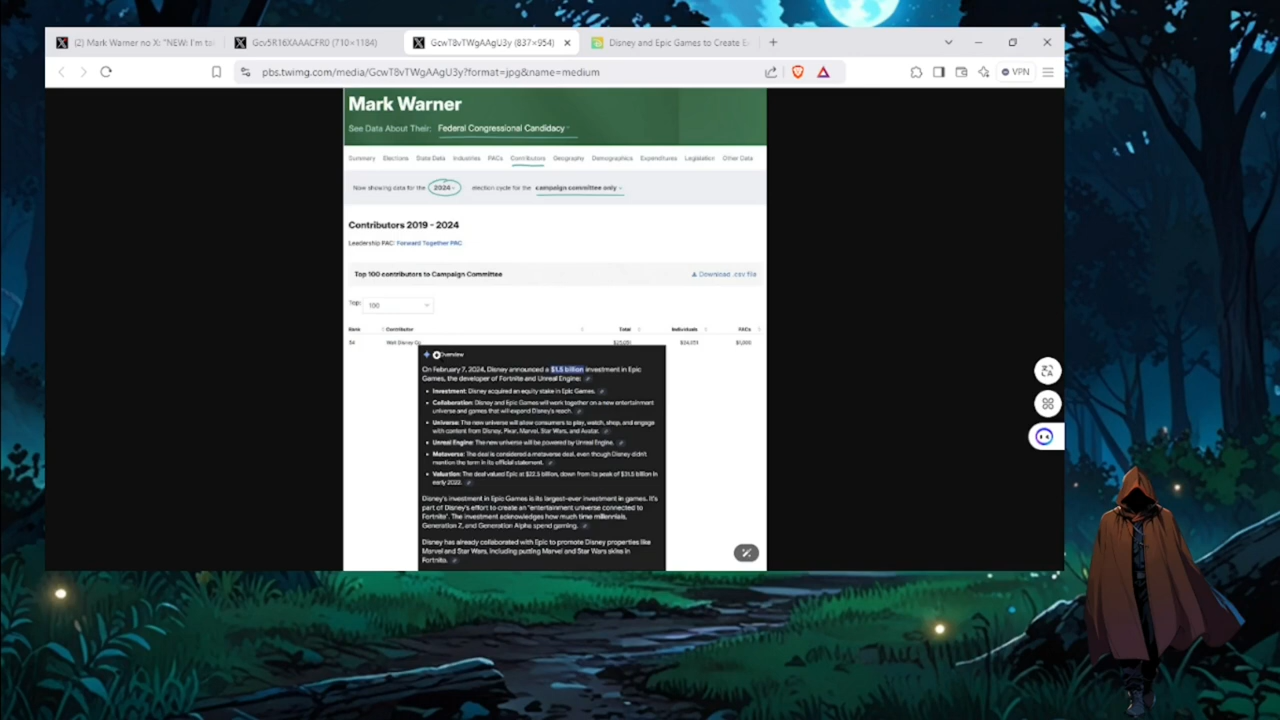 (2) Mark Warner no X: "NEW: I'm ta
Gcv5R16XAAACFR0 (710×1184)
GcwT8vTWgAAgU3y (837×954)
Disney and Epic Games to Create E
pbs.twimg.com/media/GcwT8vTWgAAgU3y?format=jpg&name=medium
VPN
Mark Warner
See Data About Their: Federal Congressional Candidacy
Summary Elections State Data Industries PACs Contributors Geography Demographics Expenditures Legislation Other Data
Now showing data for the 2024 election cycle for the campaign committee only
Contributors 2019 - 2024
Leadership PAC: Forward Together PAC
Top 100 contributors to Campaign Committee
Download .csv file
Top: 100
Rank Contributor Total Individuals PACs
54 Walt Disney Co $1,000
Overview
On February 7, 2024, Disney announced a $1.5 billion investment in Epic
Games, the developer of Fortnite and Unreal Engine:
• Investment: Disney acquired an equity stake in Epic Games.
• Collaboration: Disney and Epic Games will work together on a new entertainment
universe and games that will expend Disney's reach.
• Universe: The new universe will allow consumers to play, watch, shop, and engage
with content from Disney, Pixar, Marvel, Star Wars, and Avatar.
• Unreal Engine: The new universe will be powered by Unreal Engine.
• Metaverse: The deal is considered a metaverse deal, even though Disney didn't
mention the term in its official statement.
• Valuation: The deal valued Epic at $22.5 billion, down from its peak of $31.5 billion in
early 2022.
Disney's investment in Epic Games is its largest-ever investment in games. It's
part of Disney's effort to create an "entertainment universe connected to
Fortnite". The investment acknowledges how much time millennials,
Generation Z, and Generation Alpha spend gaming.
Disney has already collaborated with Epic to promote Disney properties like
Marvel and Star Wars, including putting Marvel and Star Wars skins in
Fortnite.